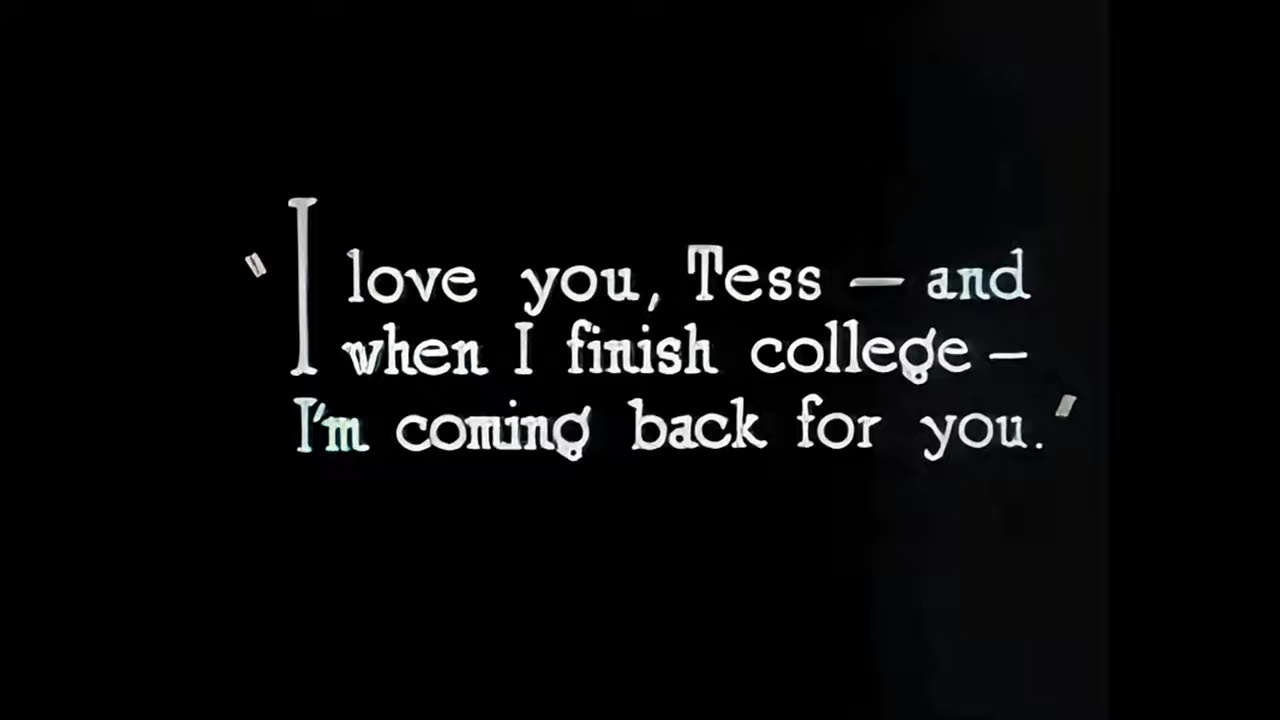 "I love you, Tess — and
when I finish college —
I'm coming back for you."